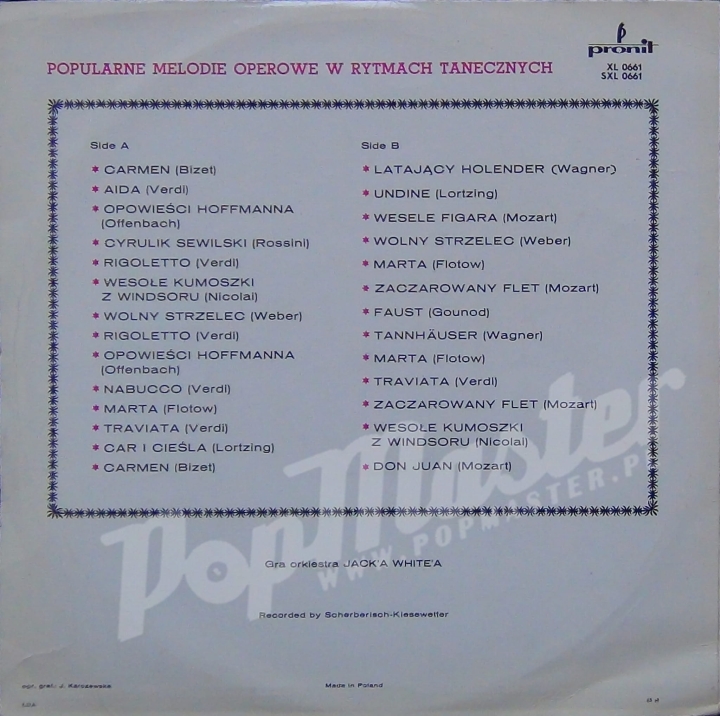 pronit
XL 0661
SXL 0661
POPULARNE MELODIE OPEROWE W RYTMACH TANECZNYCH
Side A
* CARMEN (Bizet)
* AIDA (Verdi)
* OPOWIEŚCI HOFFMANNA
(Offenbach)
* CYRULIK SEWILSKI (Rossini)
* RIGOLETTO (Verdi)
* WESOŁE KUMOSZKI
Z WINDSORU (Nicolai)
* WOLNY STRZELEC (Weber)
* RIGOLETTO (Verdi)
* OPOWIEŚCI HOFFMANNA
(Offenbach)
* NABUCCO (Verdi)
* MARTA (Flotow)
* TRAVIATA (Verdi)
* CAR I CIEŚLA (Lortzing)
* CARMEN (Bizet)
Side B
* LATAJĄCY HOLENDER (Wagner)
* UNDINE (Lortzing)
* WESELE FIGARA (Mozart)
* WOLNY STRZELEC (Weber)
* MARTA (Flotow)
* ZACZAROWANY FLET (Mozart)
* FAUST (Gounod)
* TANNHÄUSER (Wagner)
* MARTA (Flotow)
* TRAVIATA (Verdi)
* ZACZAROWANY FLET (Mozart)
* WESOŁE KUMOSZKI
Z WINDSORU (Nicolai)
* DON JUAN (Mozart)
PopMaster
WWW.POPMASTER.P
Gra orkiestra JACK'A WHITE'A
Recorded by Scherberisch-Kiesewetter
opr. graf.: J. Karczewska
Made in Poland